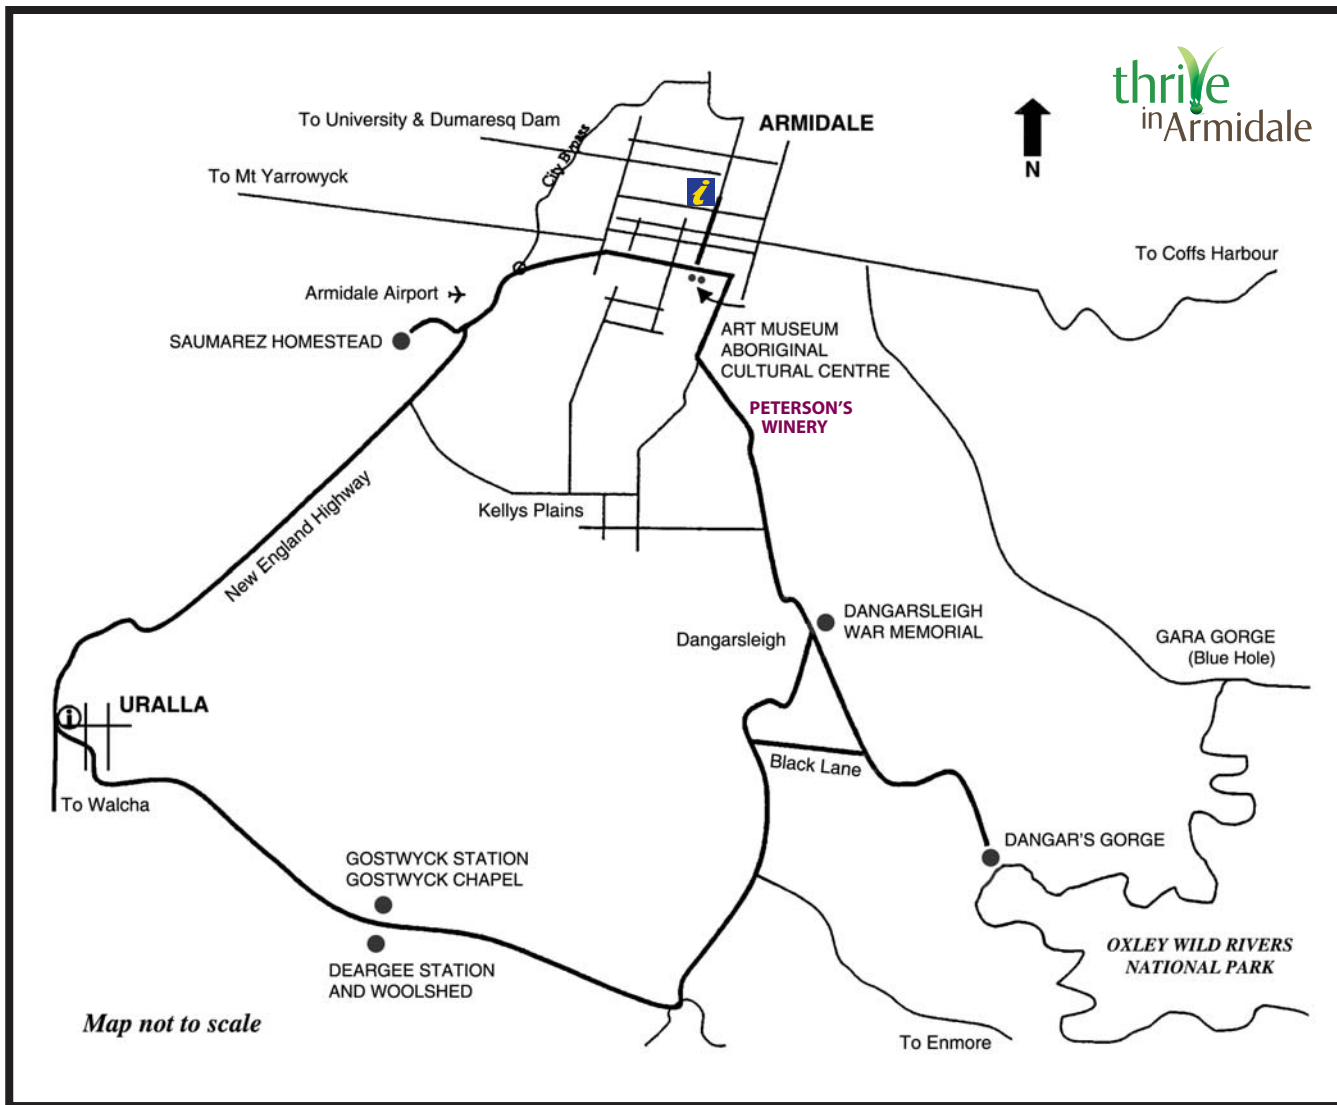 thrive
in Armidale
To University & Dumaresq Dam
ARMIDALE
City Bypass
To Mt Yarrowyck
i
N
To Coffs Harbour
Armidale Airport
SAUMAREZ HOMESTEAD
ART MUSEUM
ABORIGINAL
CULTURAL CENTRE
PETERSON'S
WINERY
New England Highway
Kellys Plains
DANGARSLEIGH
WAR MEMORIAL
Dangarsleigh
GARA GORGE
(Blue Hole)
URALLA
i
Black Lane
To Walcha
DANGAR'S GORGE
GOSTWYCK STATION
GOSTWYCK CHAPEL
OXLEY WILD RIVERS
NATIONAL PARK
DEARGEE STATION
AND WOOLSHED
Map not to scale
To Enmore